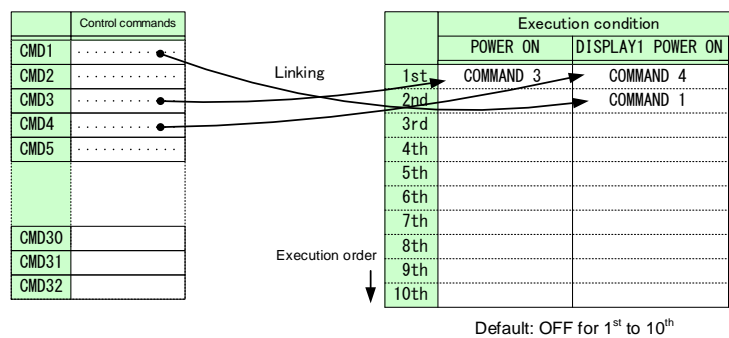 Control commands
CMD1 ...........
CMD2 ...........
CMD3 ...........
CMD4 ...........
CMD5 ...........
CMD30
CMD31
CMD32
Linking
Execution order
Execution condition
POWER ON DISPLAY1 POWER ON
1st COMMAND 3 COMMAND 4
2nd COMMAND 1
3rd
4th
5th
6th
7th
8th
9th
10th
Default: OFF for 1st to 10th